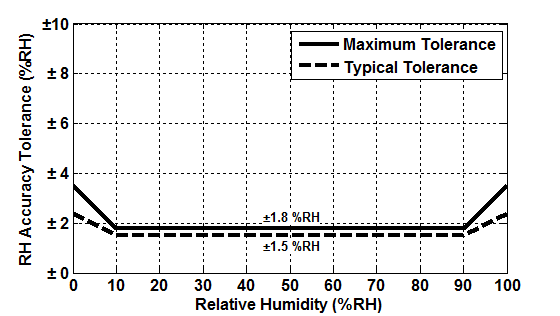 ±10
± 8
± 6
± 4
± 2
± 0
RH Accuracy Tolerance (%RH)
Maximum Tolerance
Typical Tolerance
±1.8 %RH
±1.5 %RH
0 10 20 30 40 50 60 70 80 90 100
Relative Humidity (%RH)